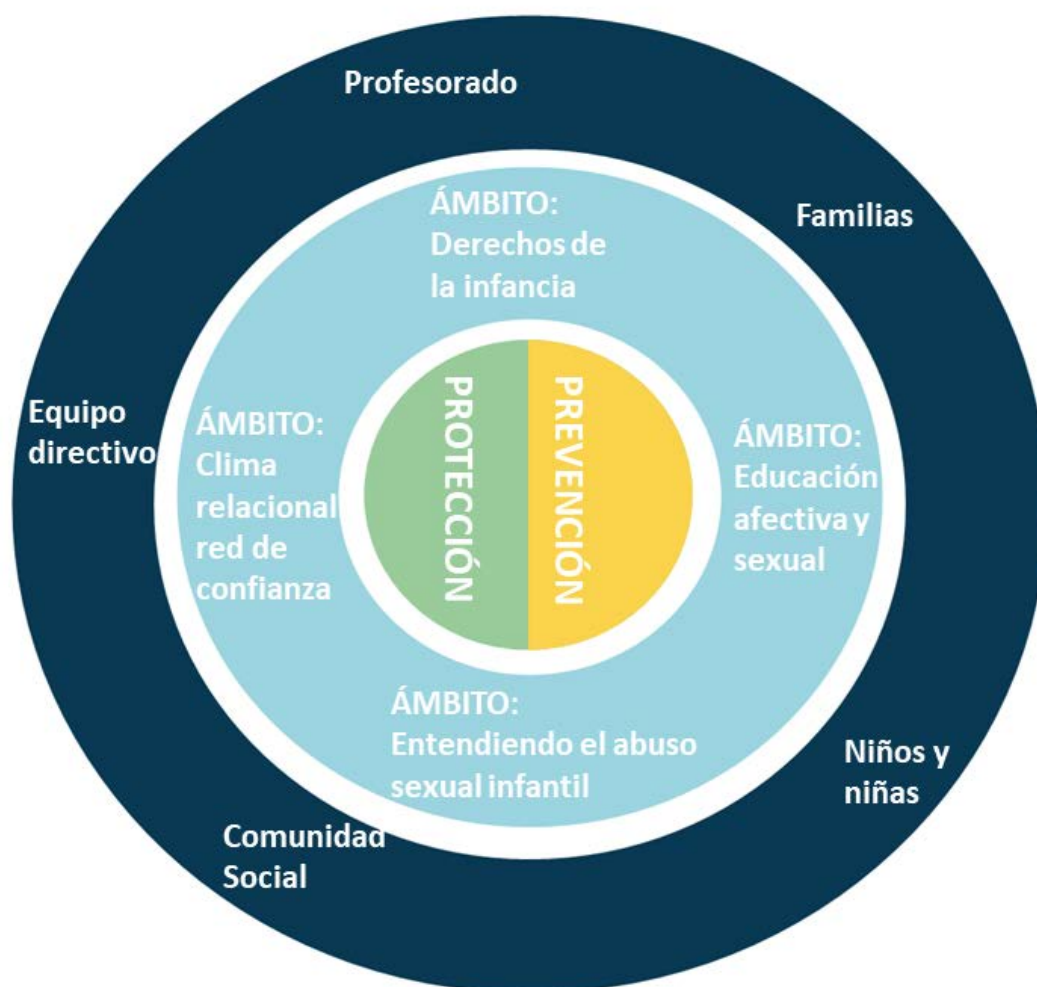 Profesorado
Familias
ÁMBITO:
Derechos de
la infancia
Equipo
directivo
ÁMBITO:
Clima
relacional
red de
confianza
PROTECCIÓN
PREVENCIÓN
ÁMBITO:
Educación
afectiva y
sexual
ÁMBITO:
Entendiendo el abuso
sexual infantil
Niños y
niñas
Comunidad
Social